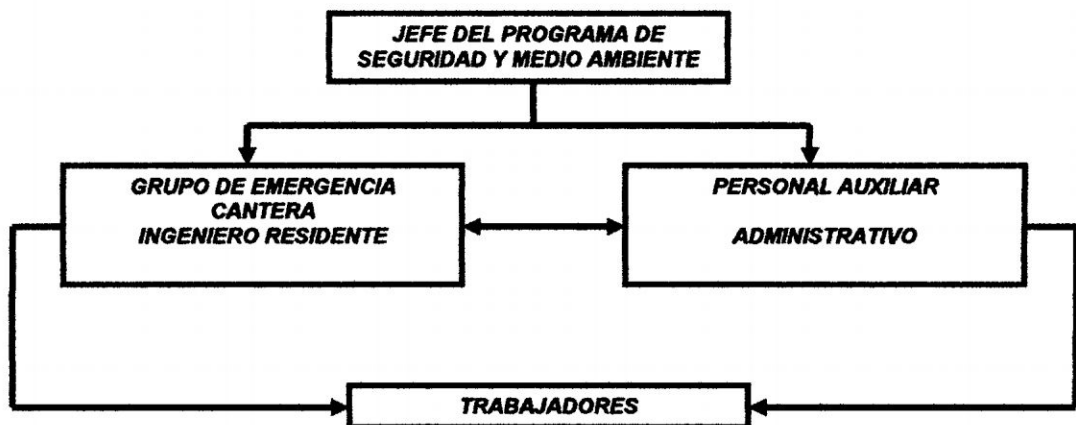 JEFE DEL PROGRAMA DE
SEGURIDAD Y MEDIO AMBIENTE
GRUPO DE EMERGENCIA
CANTERA
INGENIERO RESIDENTE
PERSONAL AUXILIAR
ADMINISTRATIVO
TRABAJADORES